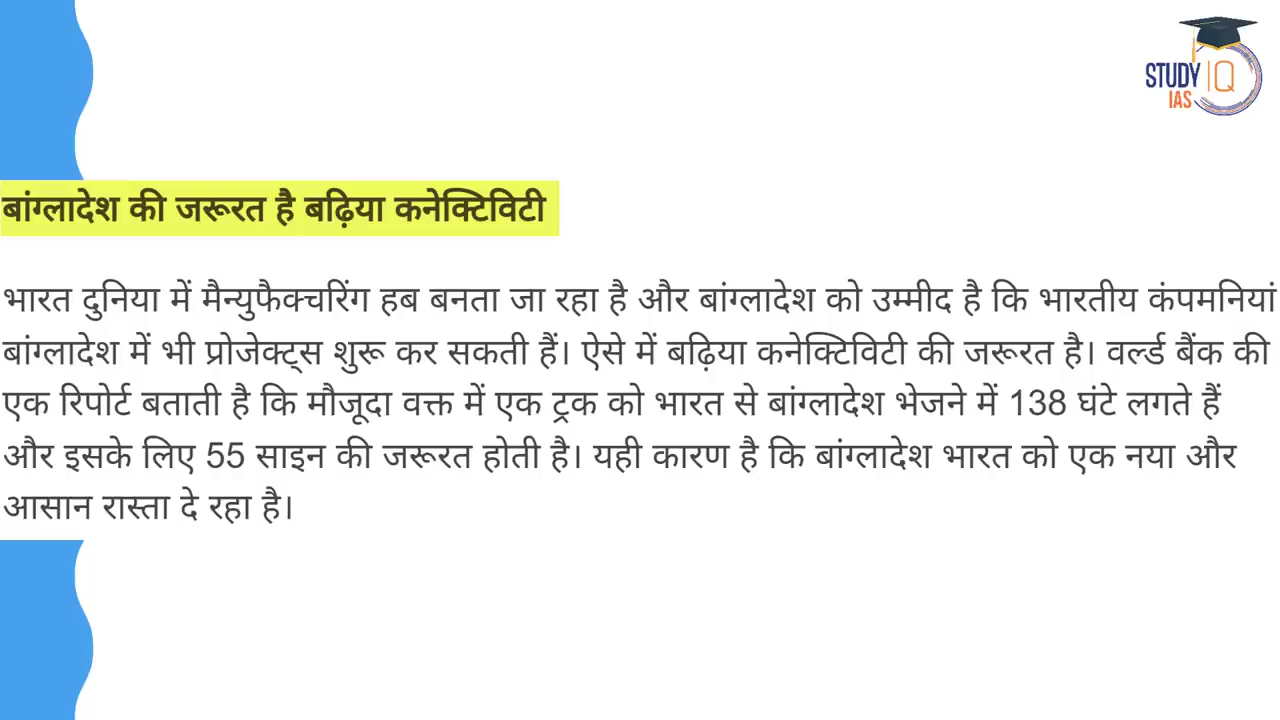 STUDY IQ
IAS
बांग्लादेश की जरूरत है बढ़िया कनेक्टिविटी
भारत दुनिया में मैन्युफैक्चरिंग हब बनता जा रहा है और बांग्लादेश को उम्मीद है कि भारतीय कंपमनियां
बांग्लादेश में भी प्रोजेक्ट्स शुरू कर सकती हैं। ऐसे में बढ़िया कनेक्टिविटी की जरूरत है। वर्ल्ड बैंक की
एक रिपोर्ट बताती है कि मौजूदा वक्त में एक ट्रक को भारत से बांग्लादेश भेजने में 138 घंटे लगते हैं
और इसके लिए 55 साइन की जरूरत होती है। यही कारण है कि बांग्लादेश भारत को एक नया और
आसान रास्ता दे रहा है।